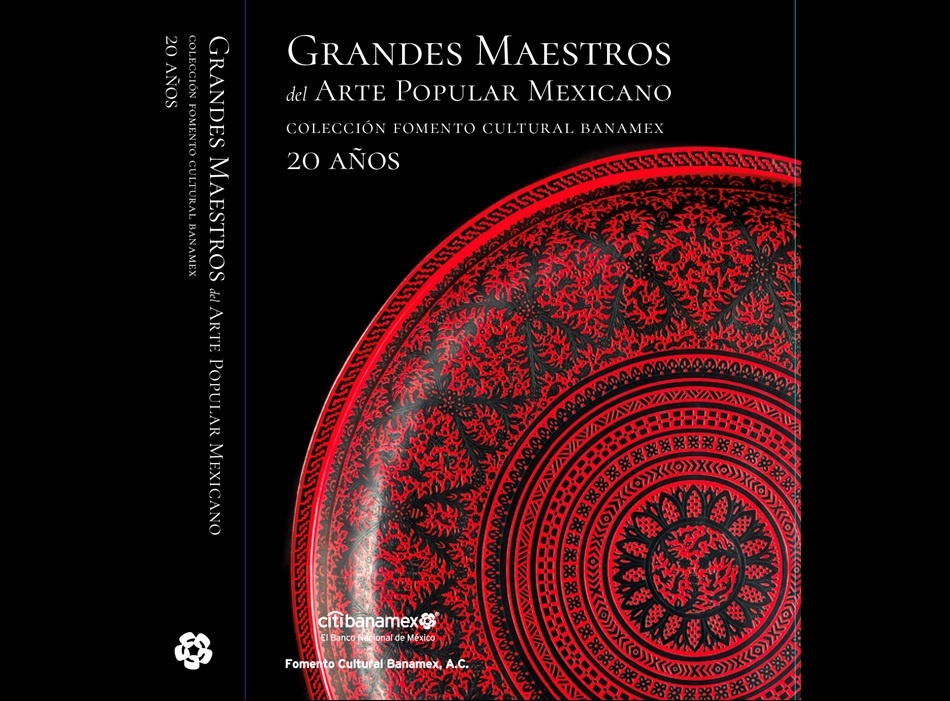 GRANDES MAESTROS del ARTE POPULAR MEXICANO
COLECCIÓN FOMENTO CULTURAL BANAMEX
20 AÑOS
GRANDES MAESTROS
del ARTE POPULAR MEXICANO
COLECCIÓN FOMENTO CULTURAL BANAMEX
20 AÑOS
citibanamex®
El Banco Nacional de México
Fomento Cultural Banamex, A.C.